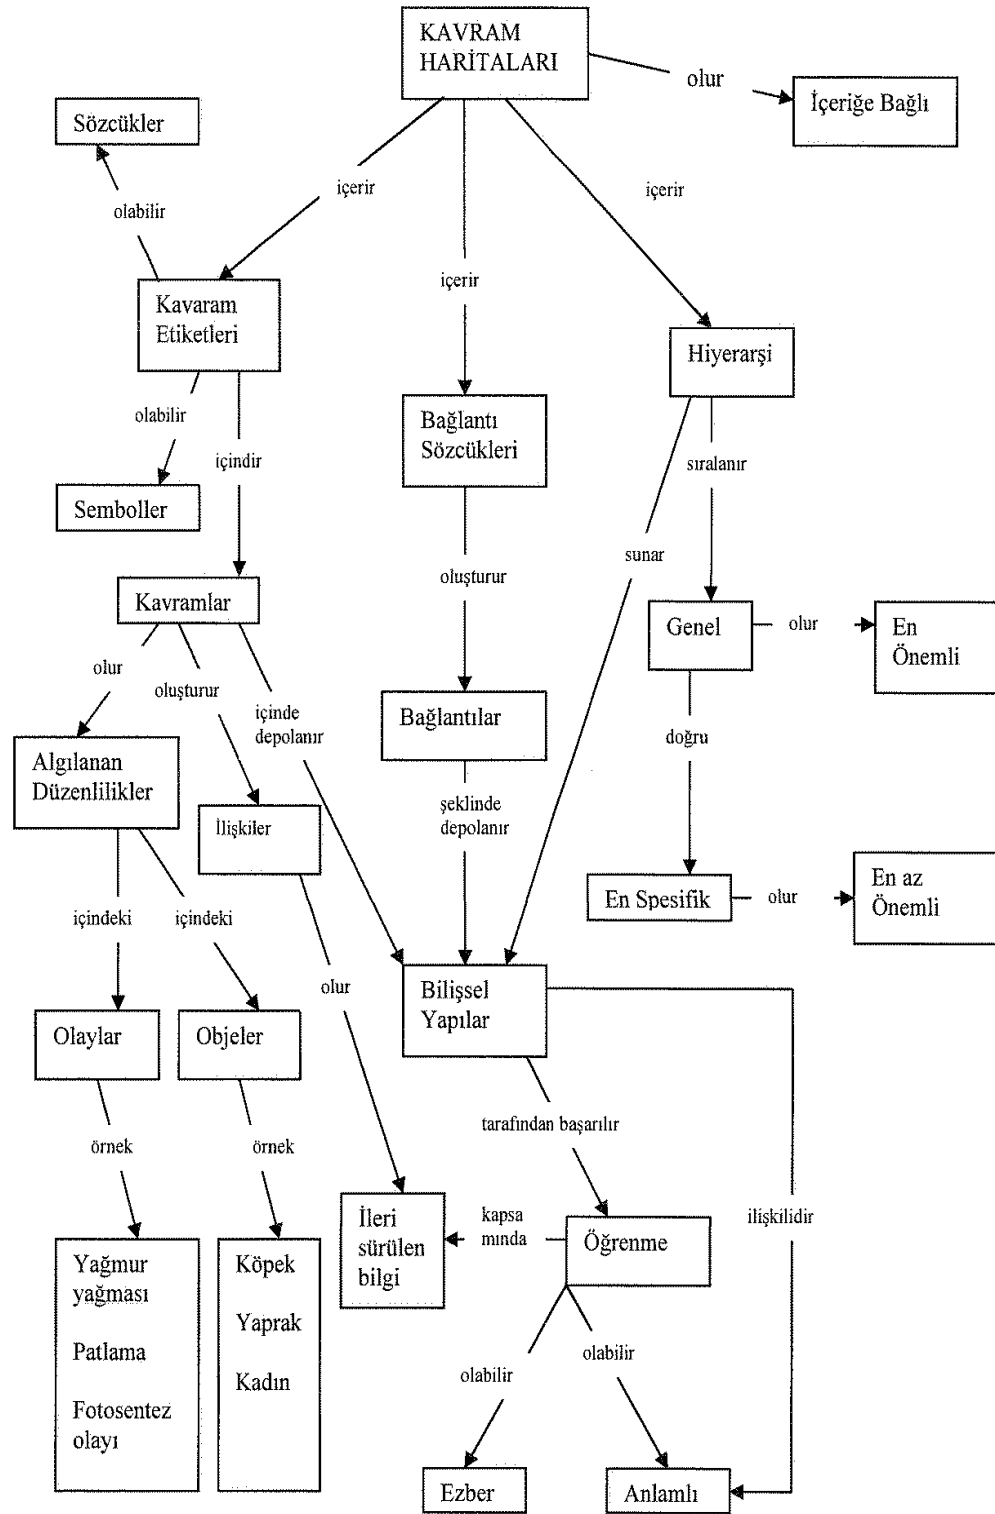 KAVRAM
HARİTALARI
olur
İçeriğe Bağlı
Sözcükler
olabilir
içerir
içerir
içerir
Kavaram
Etiketleri
Hiyerarşi
olabilir
içindir
Bağlantı
Sözcükleri
sıralanır
Semboller
sunar
oluşturur
Kavramlar
Genel
olur
En
Önemli
olur
oluşturur
içinde
depolanır
Bağlantılar
doğru
Algılanan
Düzenlilikler
İlişkiler
şeklinde
depolanır
En Spesifik
olur
En az
Önemli
içindeki
içindeki
olur
Bilişsel
Yapılar
Olaylar
Objeler
tarafından başarılır
örnek
örnek
İleri
sürülen
bilgi
kapsa
mında
Öğrenme
ilişkilidir
Yağmur
yağması
Patlama
Fotosentez
olayı
Köpek
Yaprak
Kadın
olabilir
olabilir
Ezber
Anlamlı